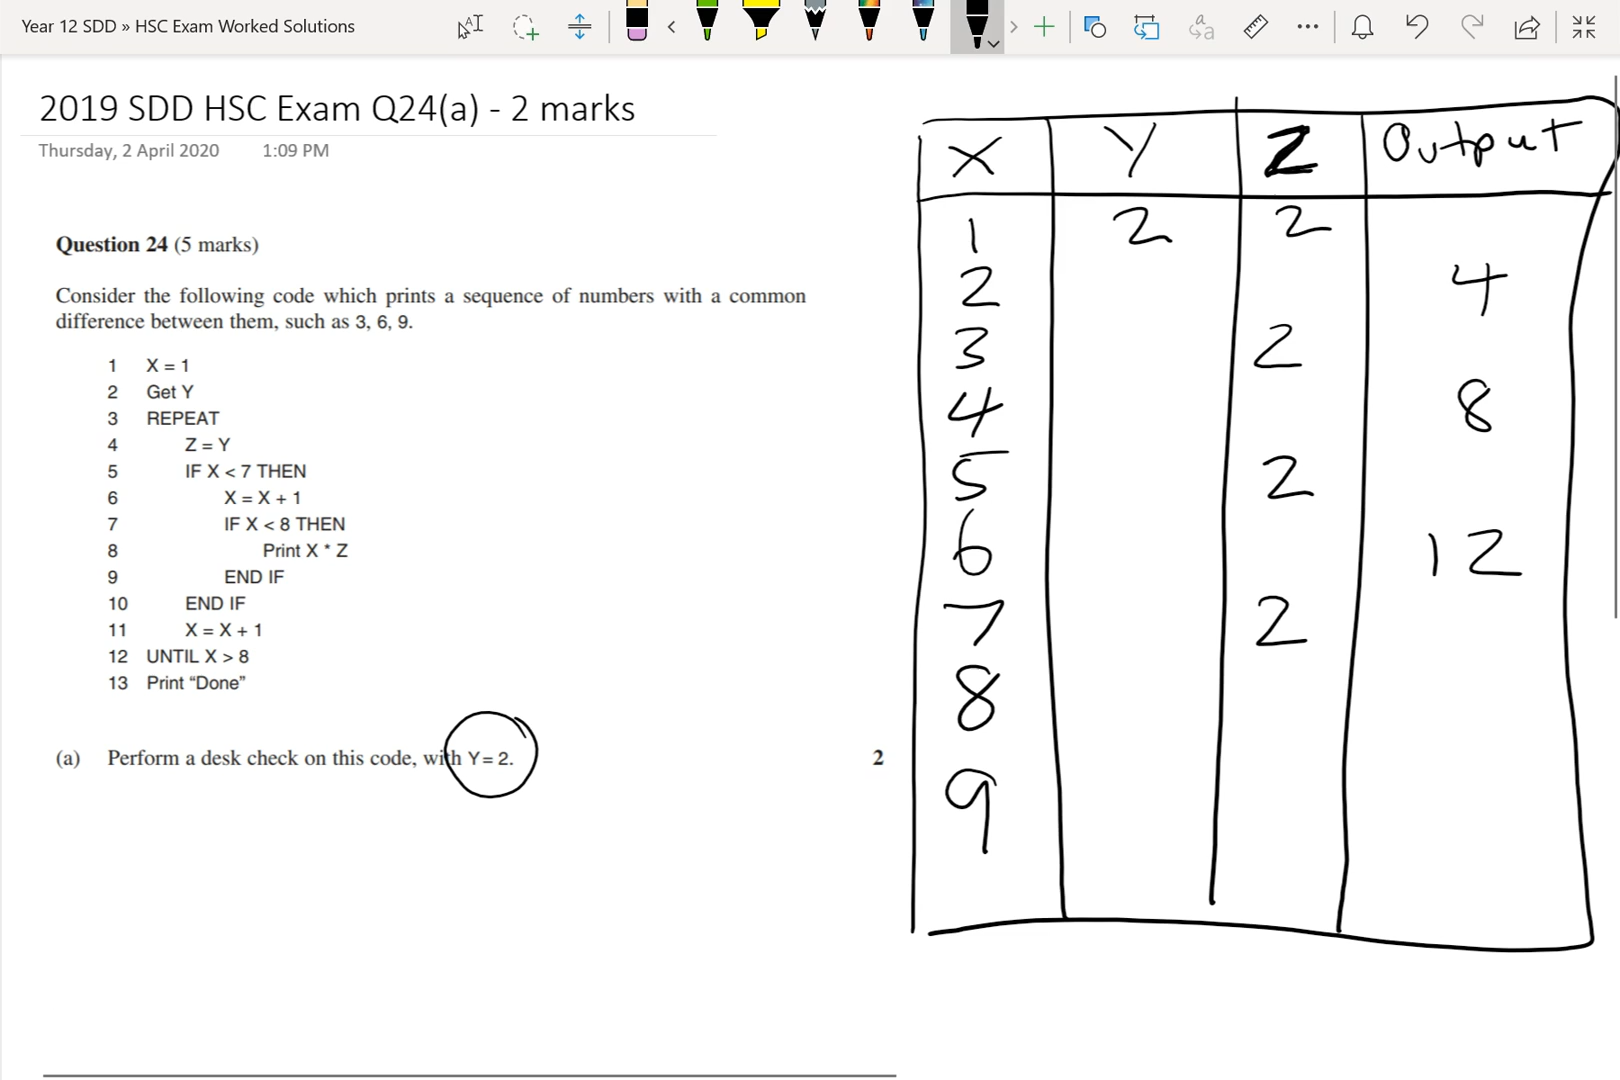 Year 12 SDD » HSC Exam Worked Solutions
2019 SDD HSC Exam Q24(a) - 2 marks
Thursday, 2 April 2020 1:09 PM
Question 24 (5 marks)
Consider the following code which prints a sequence of numbers with a common
difference between them, such as 3, 6, 9.
1 X = 1
2 Get Y
3 REPEAT
4 Z = Y
5 IF X < 7 THEN
6 X = X + 1
7 IF X < 8 THEN
8 Print X * Z
9 END IF
10 END IF
11 X = X + 1
12 UNTIL X > 8
13 Print “Done”
(a) Perform a desk check on this code, with Y = 2. 2
X Y Z Output
1 2 2
2 4
3 2
4 8
5 2
6 12
7 2
8
9